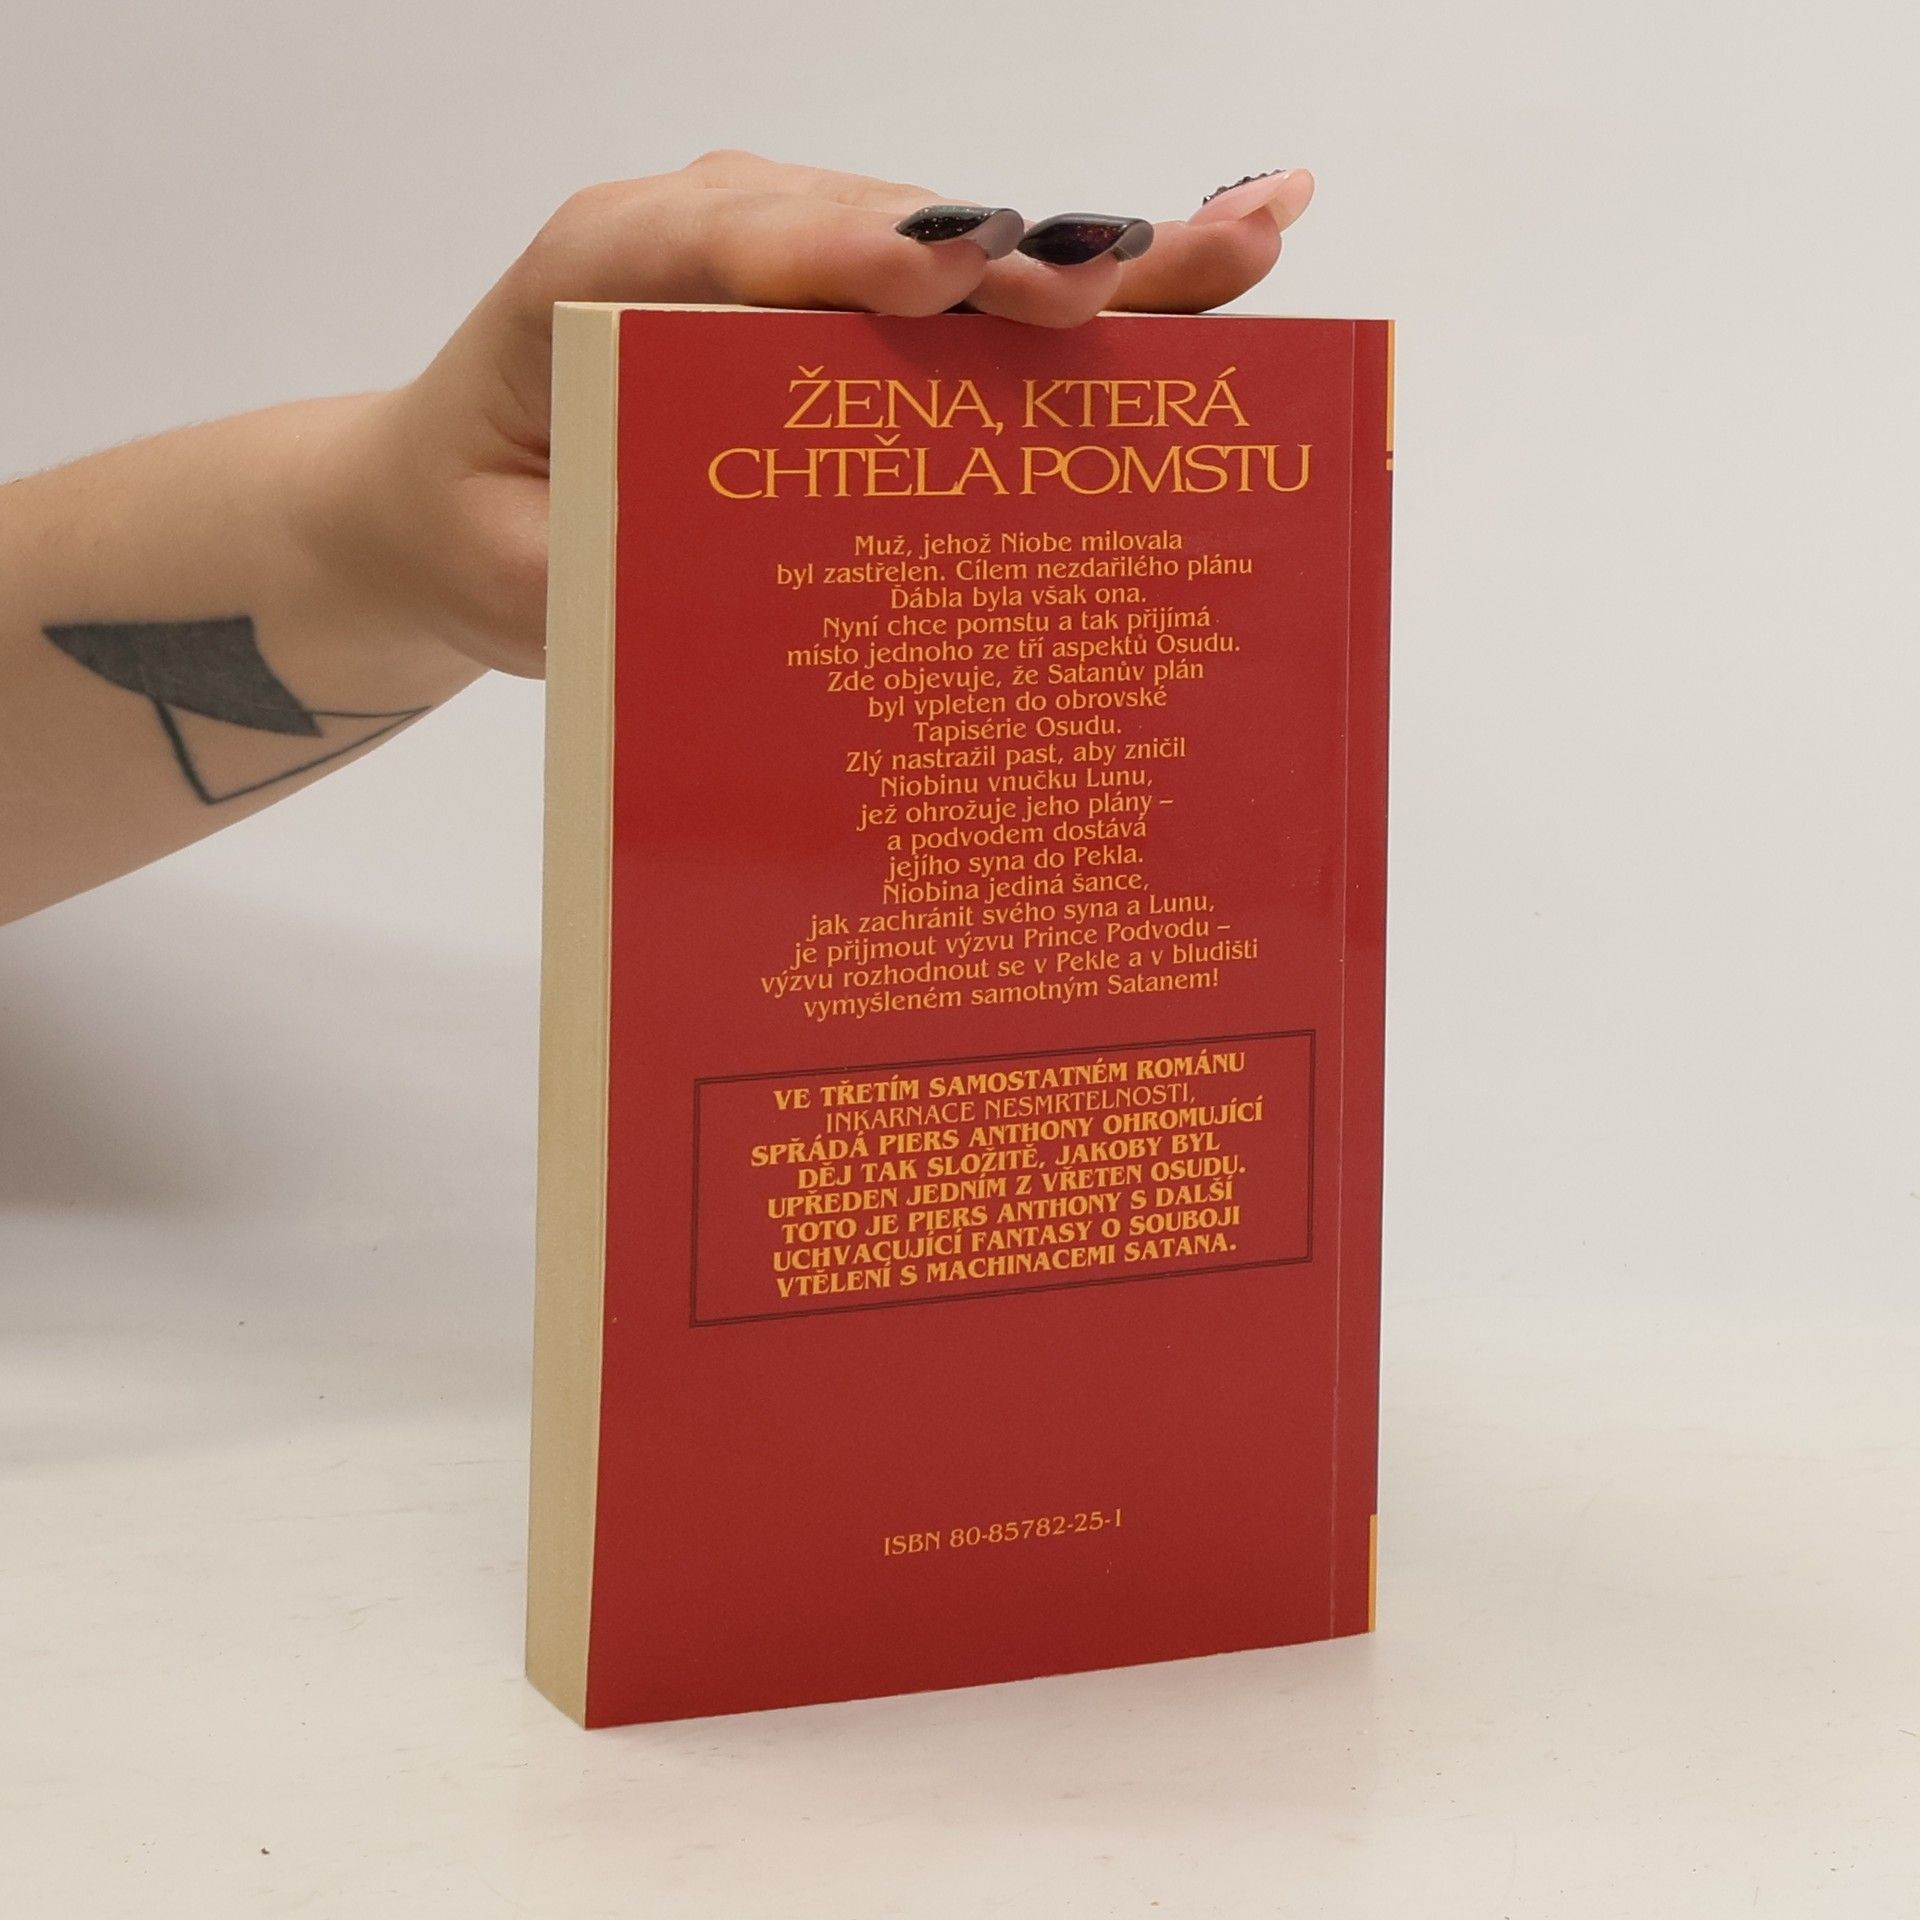 ŽENA, KTERÁ
CHTĚLA POMSTU
Muž, jehož Niobe milovala
byl zastřelen. Cílem nezdařilého plánu
Ďábla byla však ona.
Nyní chce pomstu a tak přijímá
místo jednoho ze tří aspektů Osudu.
Zde objevuje, že Satanův plán
byl vpleten do obrovské
Tapisérie Osudu.
Zlý nastražil past, aby zničil
Niobinu vnučku Lunu,
jež ohrožuje jeho plány –
a podvodem dostává
jejího syna do Pekla.
Niobina jediná šance,
jak zachránit svého syna a Lunu,
je přijmout výzvu Prince Podvodu –
výzvu rozhodnout se v Pekle a v bludišti
vymyšleném samotným Satanem!
VE TŘETÍM SAMOSTATNÉM ROMÁNU
INKARNACE NESMRTELNOSTI,
SPŘÁDÁ PIERS ANTHONY OHROMUJÍCÍ
DĚJ TAK SLOŽITĚ, JAKOBY BYL
UPŘEDEN JEDNÍM Z VŘETEN OSUDU.
TOTO JE PIERS ANTHONY S DALŠÍ
UCHVACUJÍCÍ FANTASY O SOUBOJI
VTĚLENÍ S MACHINACEMI SATANA.
ISBN 80-85782-25-1